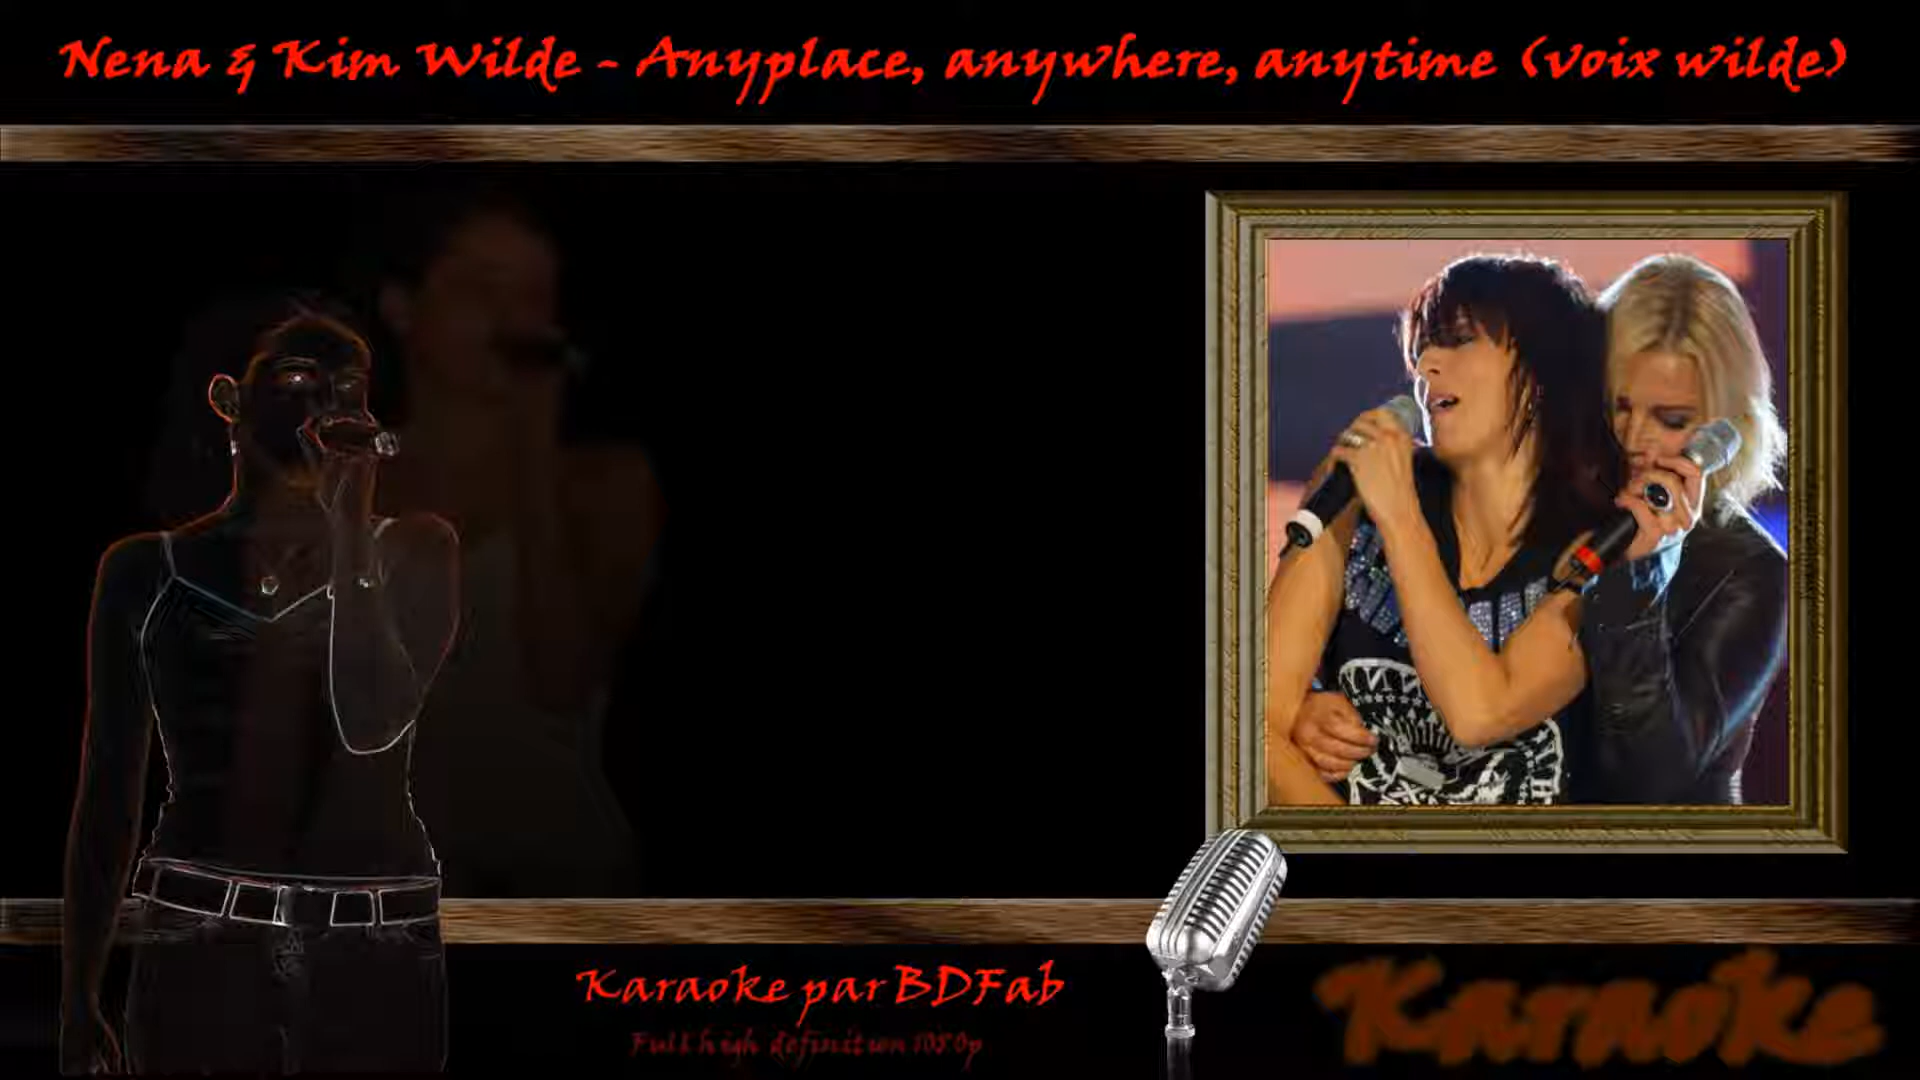 Nena & Kim Wilde - Anyplace, anywhere, anytime (voix wilde)
Karaoke par BDFab
Full high definition 1080p
Karaoke